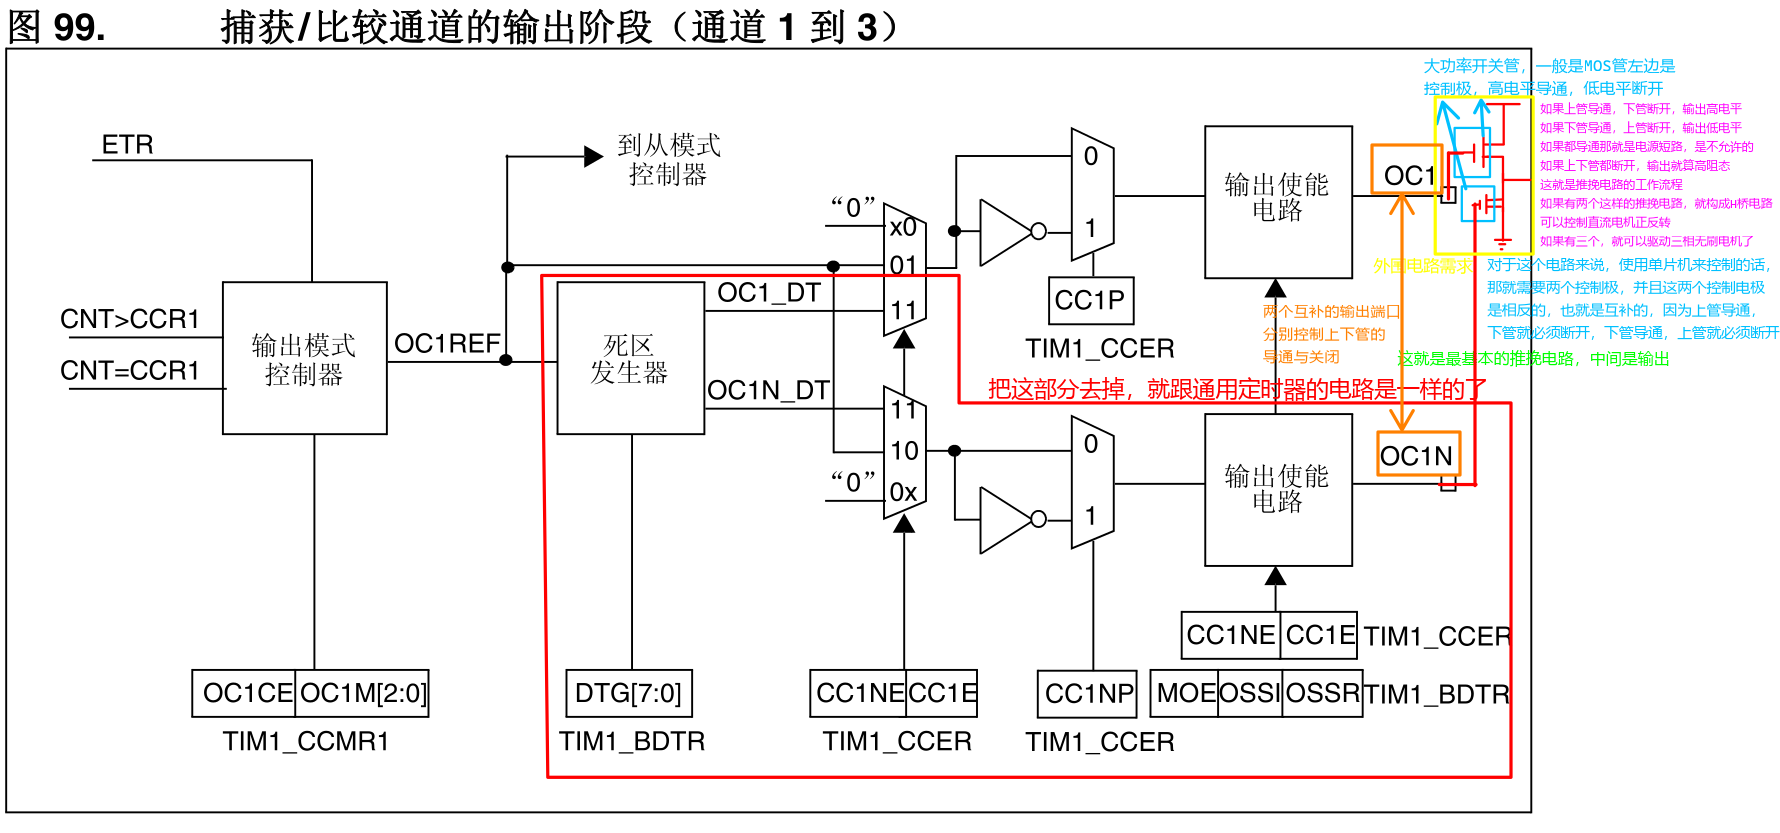 图 99. 捕获/比较通道的输出阶段（通道 1 到 3）
大功率开关管，一般是MOS管左边是
控制极，高电平导通，低电平断开
如果上管导通，下管断开，输出高电平
如果下管导通，上管断开，输出低电平
如果都导通那就是电源短路，是不允许的
如果上下管都断开，输出就算高阻态
这就是推挽电路的工作流程
如果有两个这样的推挽电路，就构成H桥电路
可以控制直流电机正反转
如果有三个，就可以驱动三相无刷电机了
ETR
到从模式
控制器
“0”
x0
01
11
0
1
输出使能
电路
OC1
外围电路需求
对于这个电路来说，使用单片机来控制的话，
那就需要两个控制极，并且这两个控制电极
是相反的，也就是互补的，因为上管导通，
下管就必须断开，下管导通，上管就必须断开
这就是最基本的推挽电路，中间是输出
CC1P
TIM1_CCER
两个互补的输出端口
分别控制上下管的
导通与关闭
CNT>CCR1
CNT=CCR1
输出模式
控制器
OC1REF
死区
发生器
OC1_DT
OC1N_DT
把这部分去掉，就跟通用定时器的电路是一样的了
11
10
0x
“0”
0
1
输出使能
电路
OC1N
CC1NE CC1E TIM1_CCER
OC1CE OC1M[2:0]
TIM1_CCMR1
DTG[7:0]
TIM1_BDTR
CC1NE CC1E
TIM1_CCER
CC1NP
TIM1_CCER
MOE OSSI OSSR TIM1_BDTR